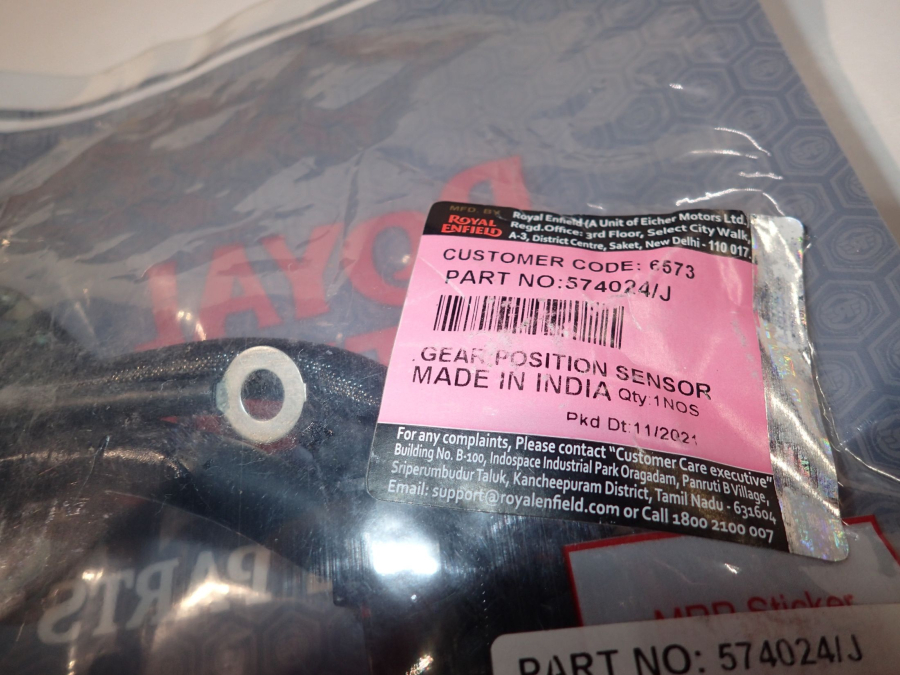 ROYAL
MFD. BY
ROYAL
ENFIELD
Royal Enfield (A Unit of Eicher Motors Ltd.
Regd.Office: 3rd Floor, Select City Walk,
A-3, District Centre, Saket, New Delhi - 110 017.
CUSTOMER CODE: 6573
PART NO:574024/J
GEAR POSITION SENSOR
MADE IN INDIA Qty:1NOS
Pkd Dt:11/2021
For any complaints, Please contact "Customer Care executive"
Building No. B-100, Indospace Industrial Park Oragadam, Panruti B Village,
Sriperumbudur Taluk, Kancheepuram District, Tamil Nadu - 631604
Email: support@royalenfield.com or Call 1800 2100 007
PARTS
MRP Sticker
PART NO: 574024/J